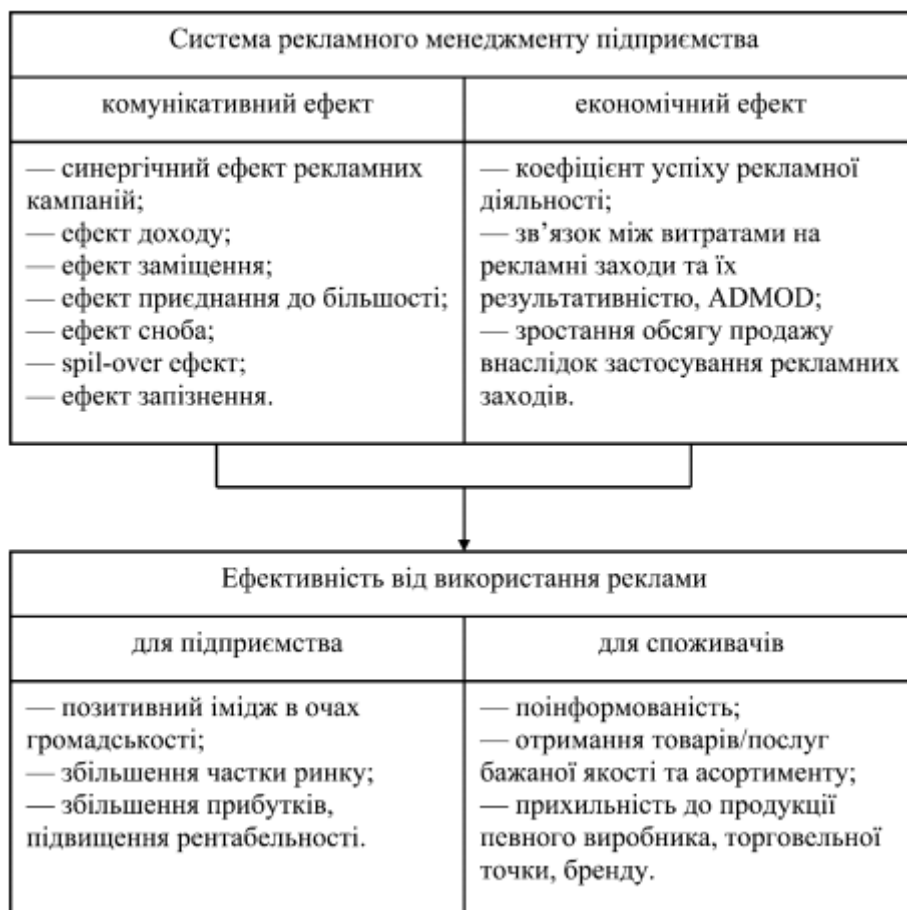 Система рекламного менеджменту підприємства
комунікативний ефект
економічний ефект
— синергічний ефект рекламних
кампаній;
— ефект доходу;
— ефект заміщення;
— ефект приєднання до більшості;
— ефект сноба;
— spil-over ефект;
— ефект запізнення.
— коефіцієнт успіху рекламної
діяльності;
— зв’язок між витратами на
рекламні заходи та їх
результативністю, ADMOD;
— зростання обсягу продажу
внаслідок застосування рекламних
заходів.
Ефективність від використання реклами
для підприємства
для споживачів
— позитивний імідж в очах
громадськості;
— збільшення частки ринку;
— збільшення прибутків,
підвищення рентабельності.
— поінформованість;
— отримання товарів/послуг
бажаної якості та асортименту;
— прихильність до продукції
певного виробника, торговельної
точки, бренду.